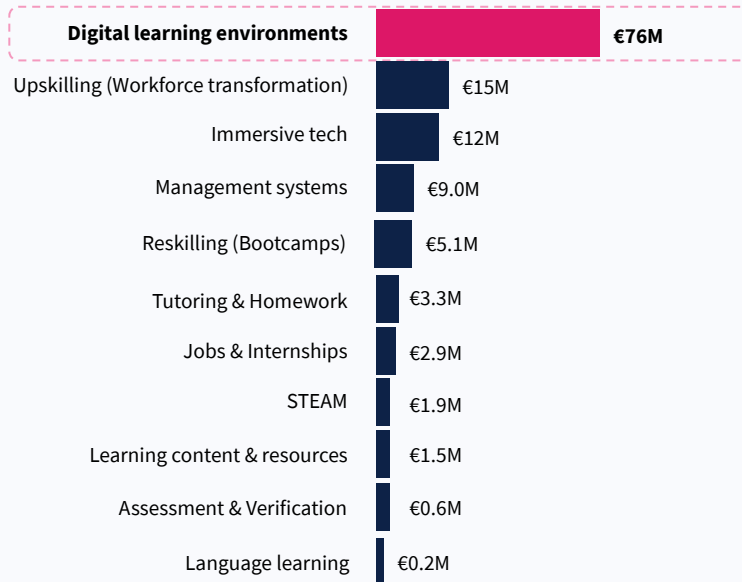 Digital learning environments €76M
Upskilling (Workforce transformation) €15M
Immersive tech €12M
Management systems €9.0M
Reskilling (Bootcamps) €5.1M
Tutoring & Homework €3.3M
Jobs & Internships €2.9M
STEAM €1.9M
Learning content & resources €1.5M
Assessment & Verification €0.6M
Language learning €0.2M